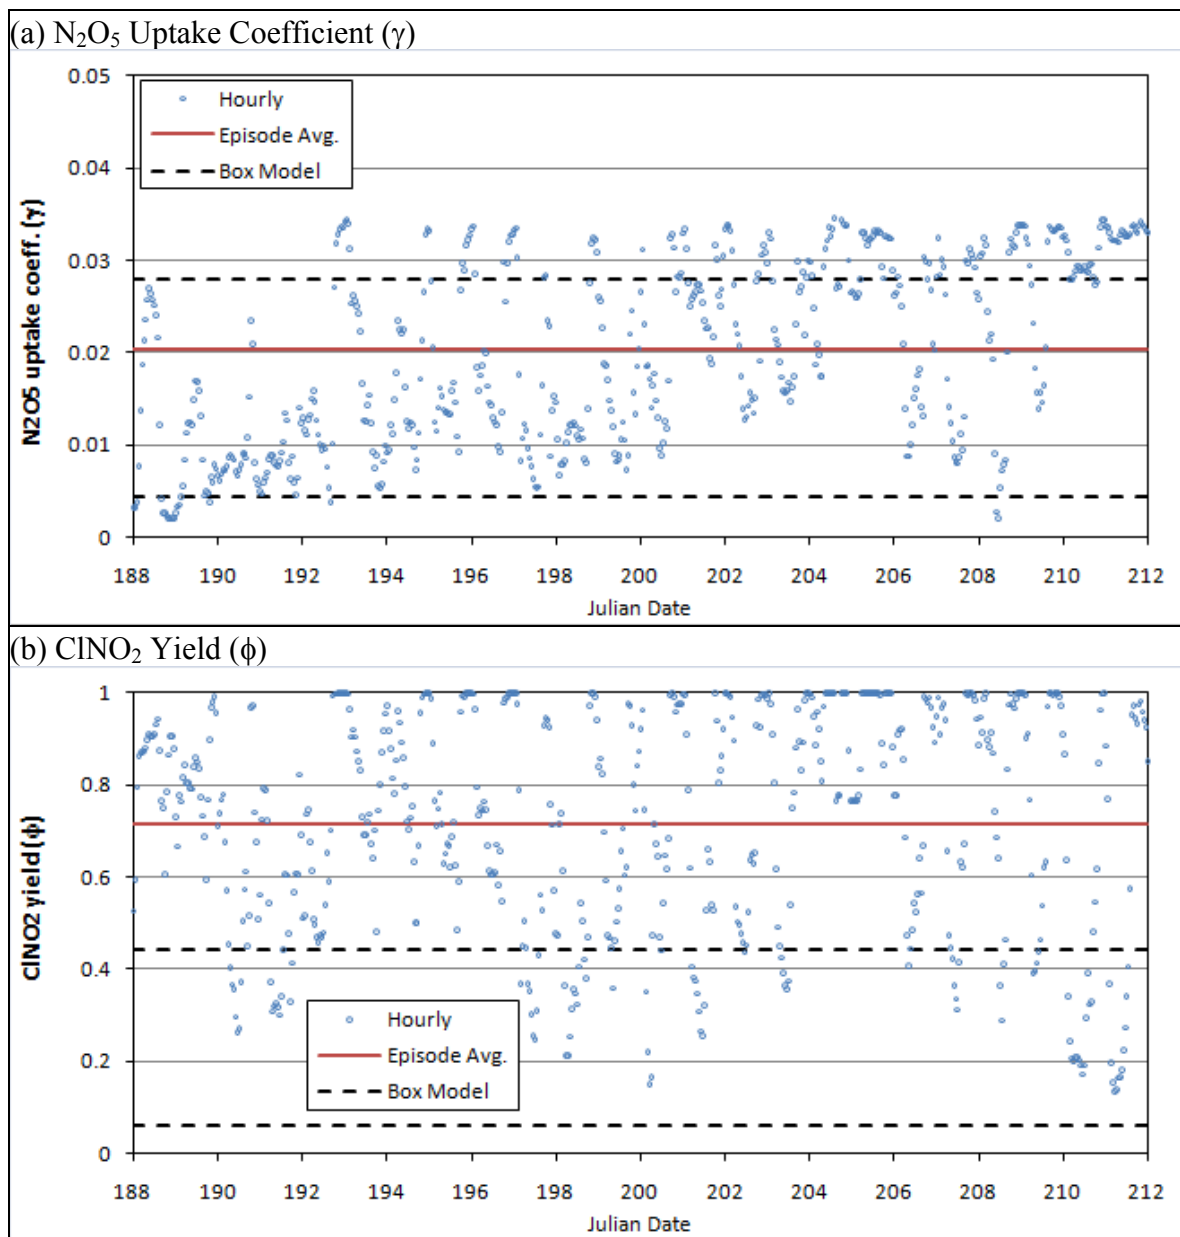 (a) N₂O₅ Uptake Coefficient (γ)
0.05
0.04
0.03
0.02
0.01
0
N2O5 uptake coeff. (γ)
Hourly
Episode Avg.
Box Model
188 190 192 194 196 198 200 202 204 206 208 210 212
Julian Date
(b) ClNO₂ Yield (ϕ)
1
0.8
0.6
0.4
0.2
0
ClNO2 yield (ϕ)
Hourly
Episode Avg.
Box Model
188 190 192 194 196 198 200 202 204 206 208 210 212
Julian Date